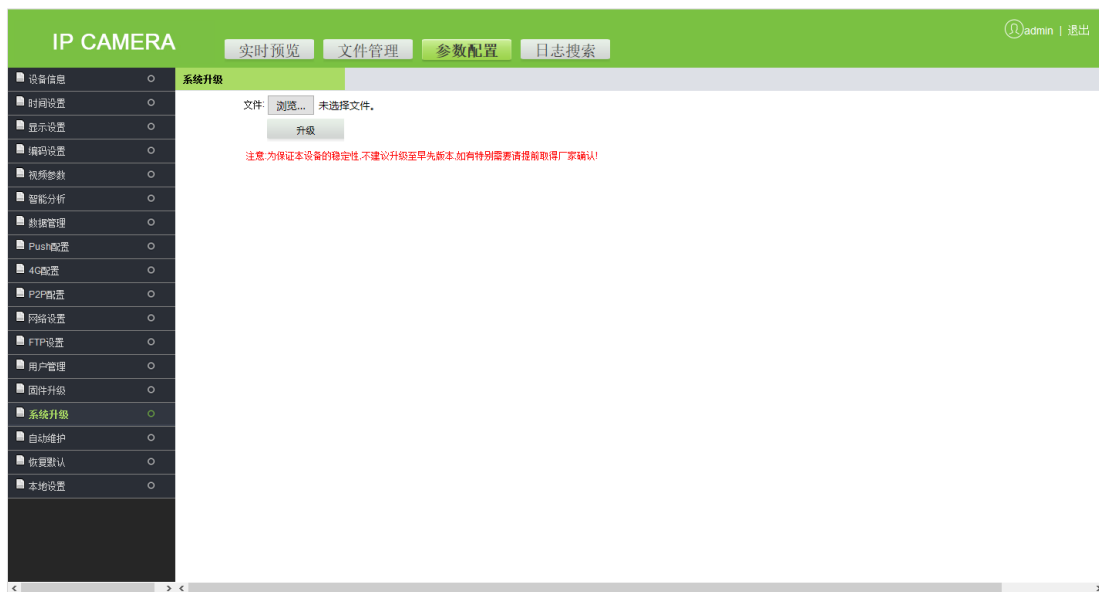 IP CAMERA
实时预览 文件管理 参数配置 日志搜索
admin | 退出
设备信息
时间设置
显示设置
编码设置
视频参数
智能分析
数据管理
Push配置
4G配置
P2P配置
网络设置
FTP设置
用户管理
固件升级
系统升级
自动维护
恢复默认
本地设置
系统升级
文件: 浏览... 未选择文件。
升级
注意:为保证本设备的稳定性,不建议升级至早先版本,如有特别需要请提前取得厂家确认!